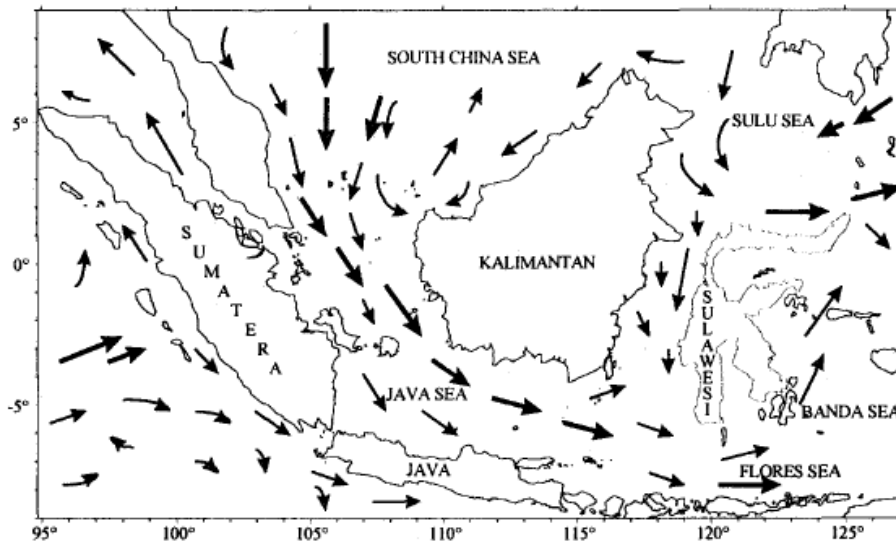 SOUTH CHINA SEA
5°
SULU SEA
SUMATERA
0°
KALIMANTAN
SULAWESI
JAVA SEA
-5°
BANDA SEA
JAVA
FLORES SEA
95° 100° 105° 110° 115° 120° 125°